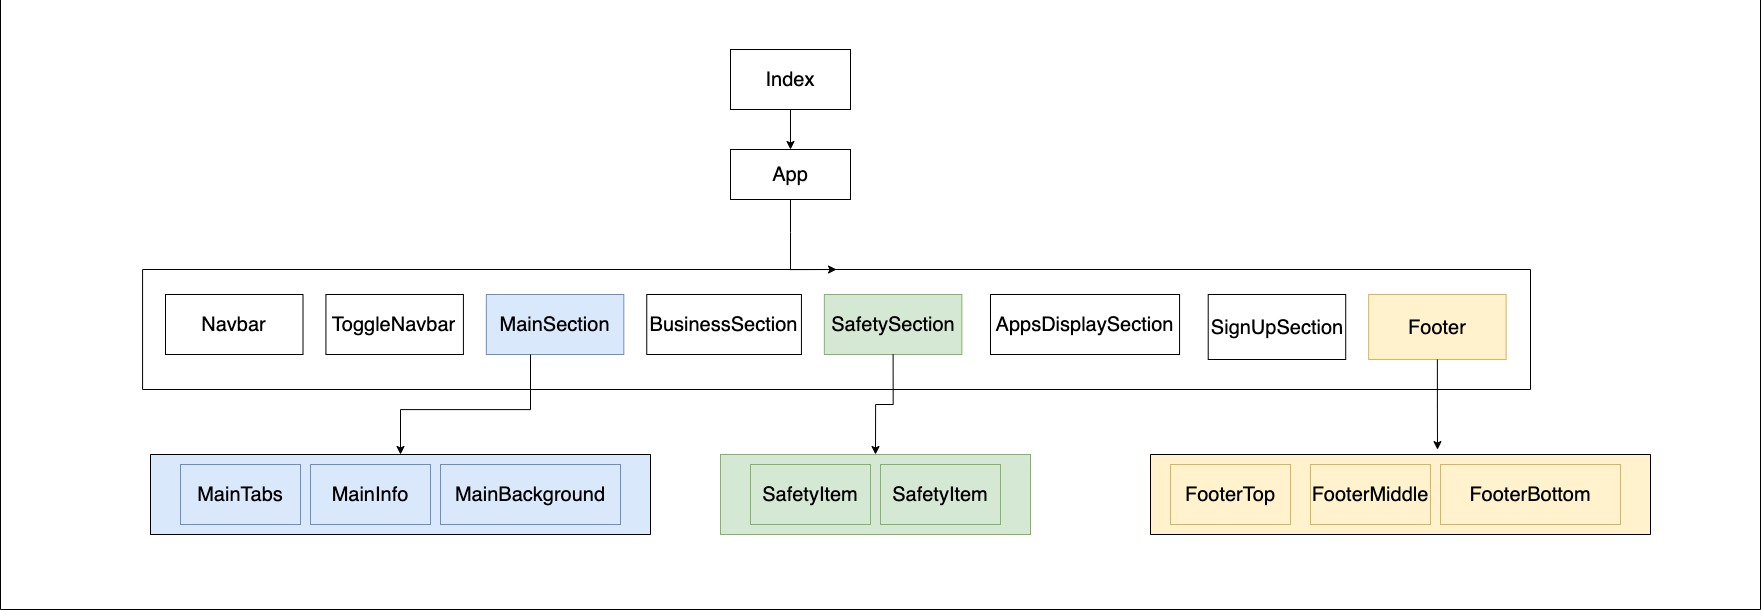 Index
App
Navbar
ToggleNavbar
MainSection
BusinessSection
SafetySection
AppsDisplaySection
SignUpSection
Footer
MainTabs
MainInfo
MainBackground
SafetyItem
SafetyItem
FooterTop
FooterMiddle
FooterBottom